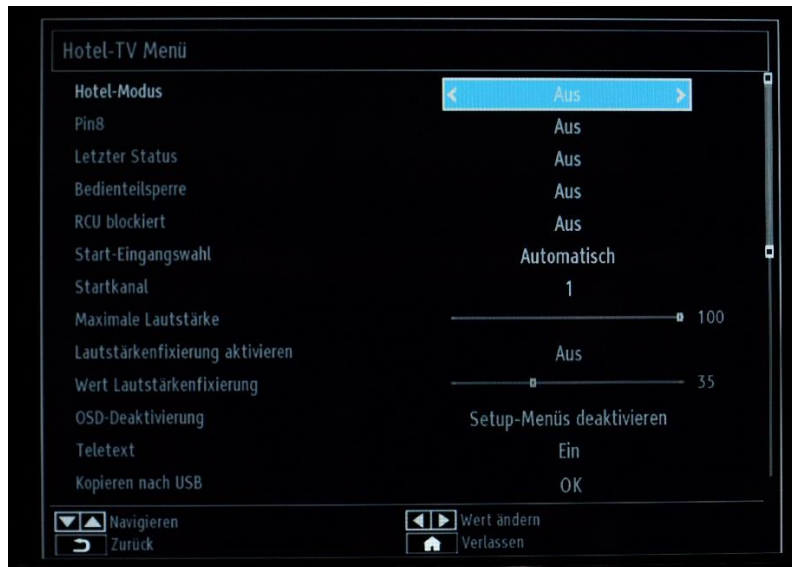 Hotel-TV Menü
Hotel-Modus Aus
Pin8 Aus
Letzter Status Aus
Bedienteilsperre Aus
RCU blockiert Aus
Start-Eingangswahl Automatisch
Startkanal 1
Maximale Lautstärke 100
Lautstärkenfixierung aktivieren Aus
Wert Lautstärkenfixierung 35
OSD-Deaktivierung Setup-Menüs deaktivieren
Teletext Ein
Kopieren nach USB OK
Navigieren Wert ändern
Zurück Verlassen